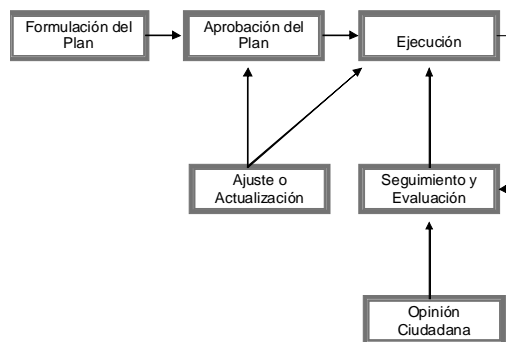 Formulación del
Plan
Aprobación del
Plan
Ejecución
Ajuste o
Actualización
Seguimiento y
Evaluación
Opinión
Ciudadana